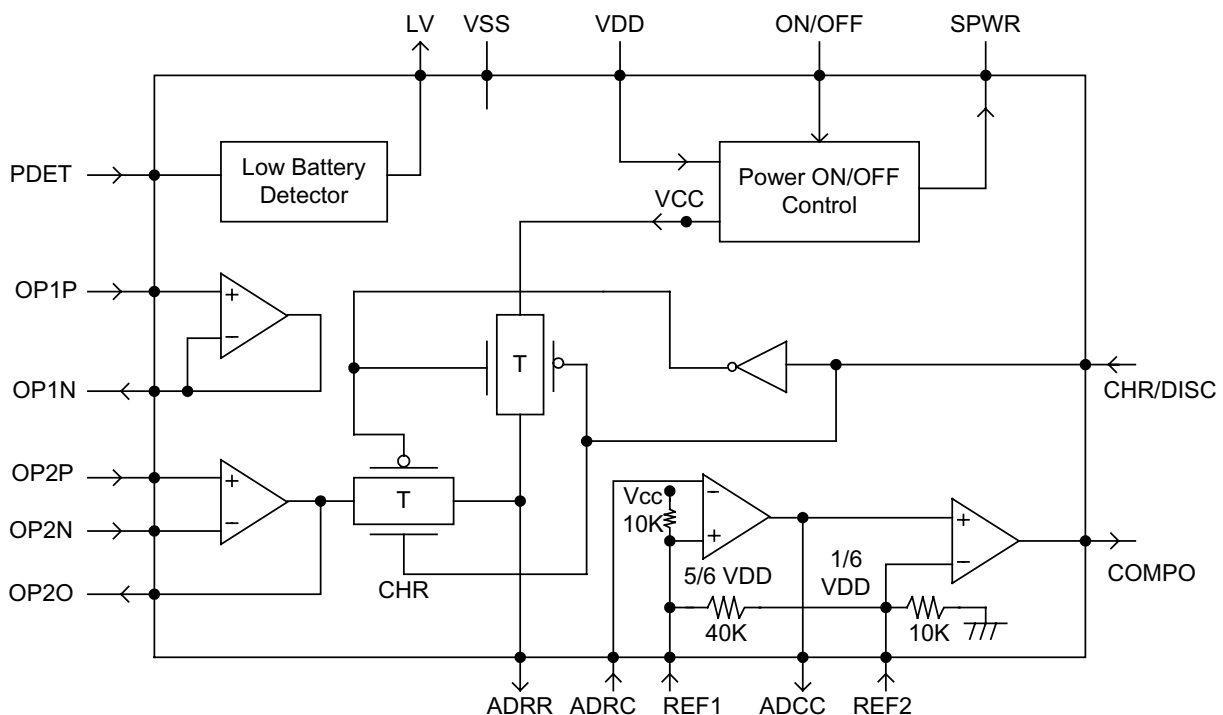 LV VSS VDD ON/OFF SPWR
PDET
Low Battery
Detector
Power ON/OFF
Control
VCC
OP1P
+
−
OP1N
T
CHR/DISC
OP2P
+
−
OP2N
T
OP2O
CHR
Vcc
10K
−
+
5/6 VDD
40K
1/6
VDD
10K
+
−
COMPO
ADRR ADRC REF1 ADCC REF2